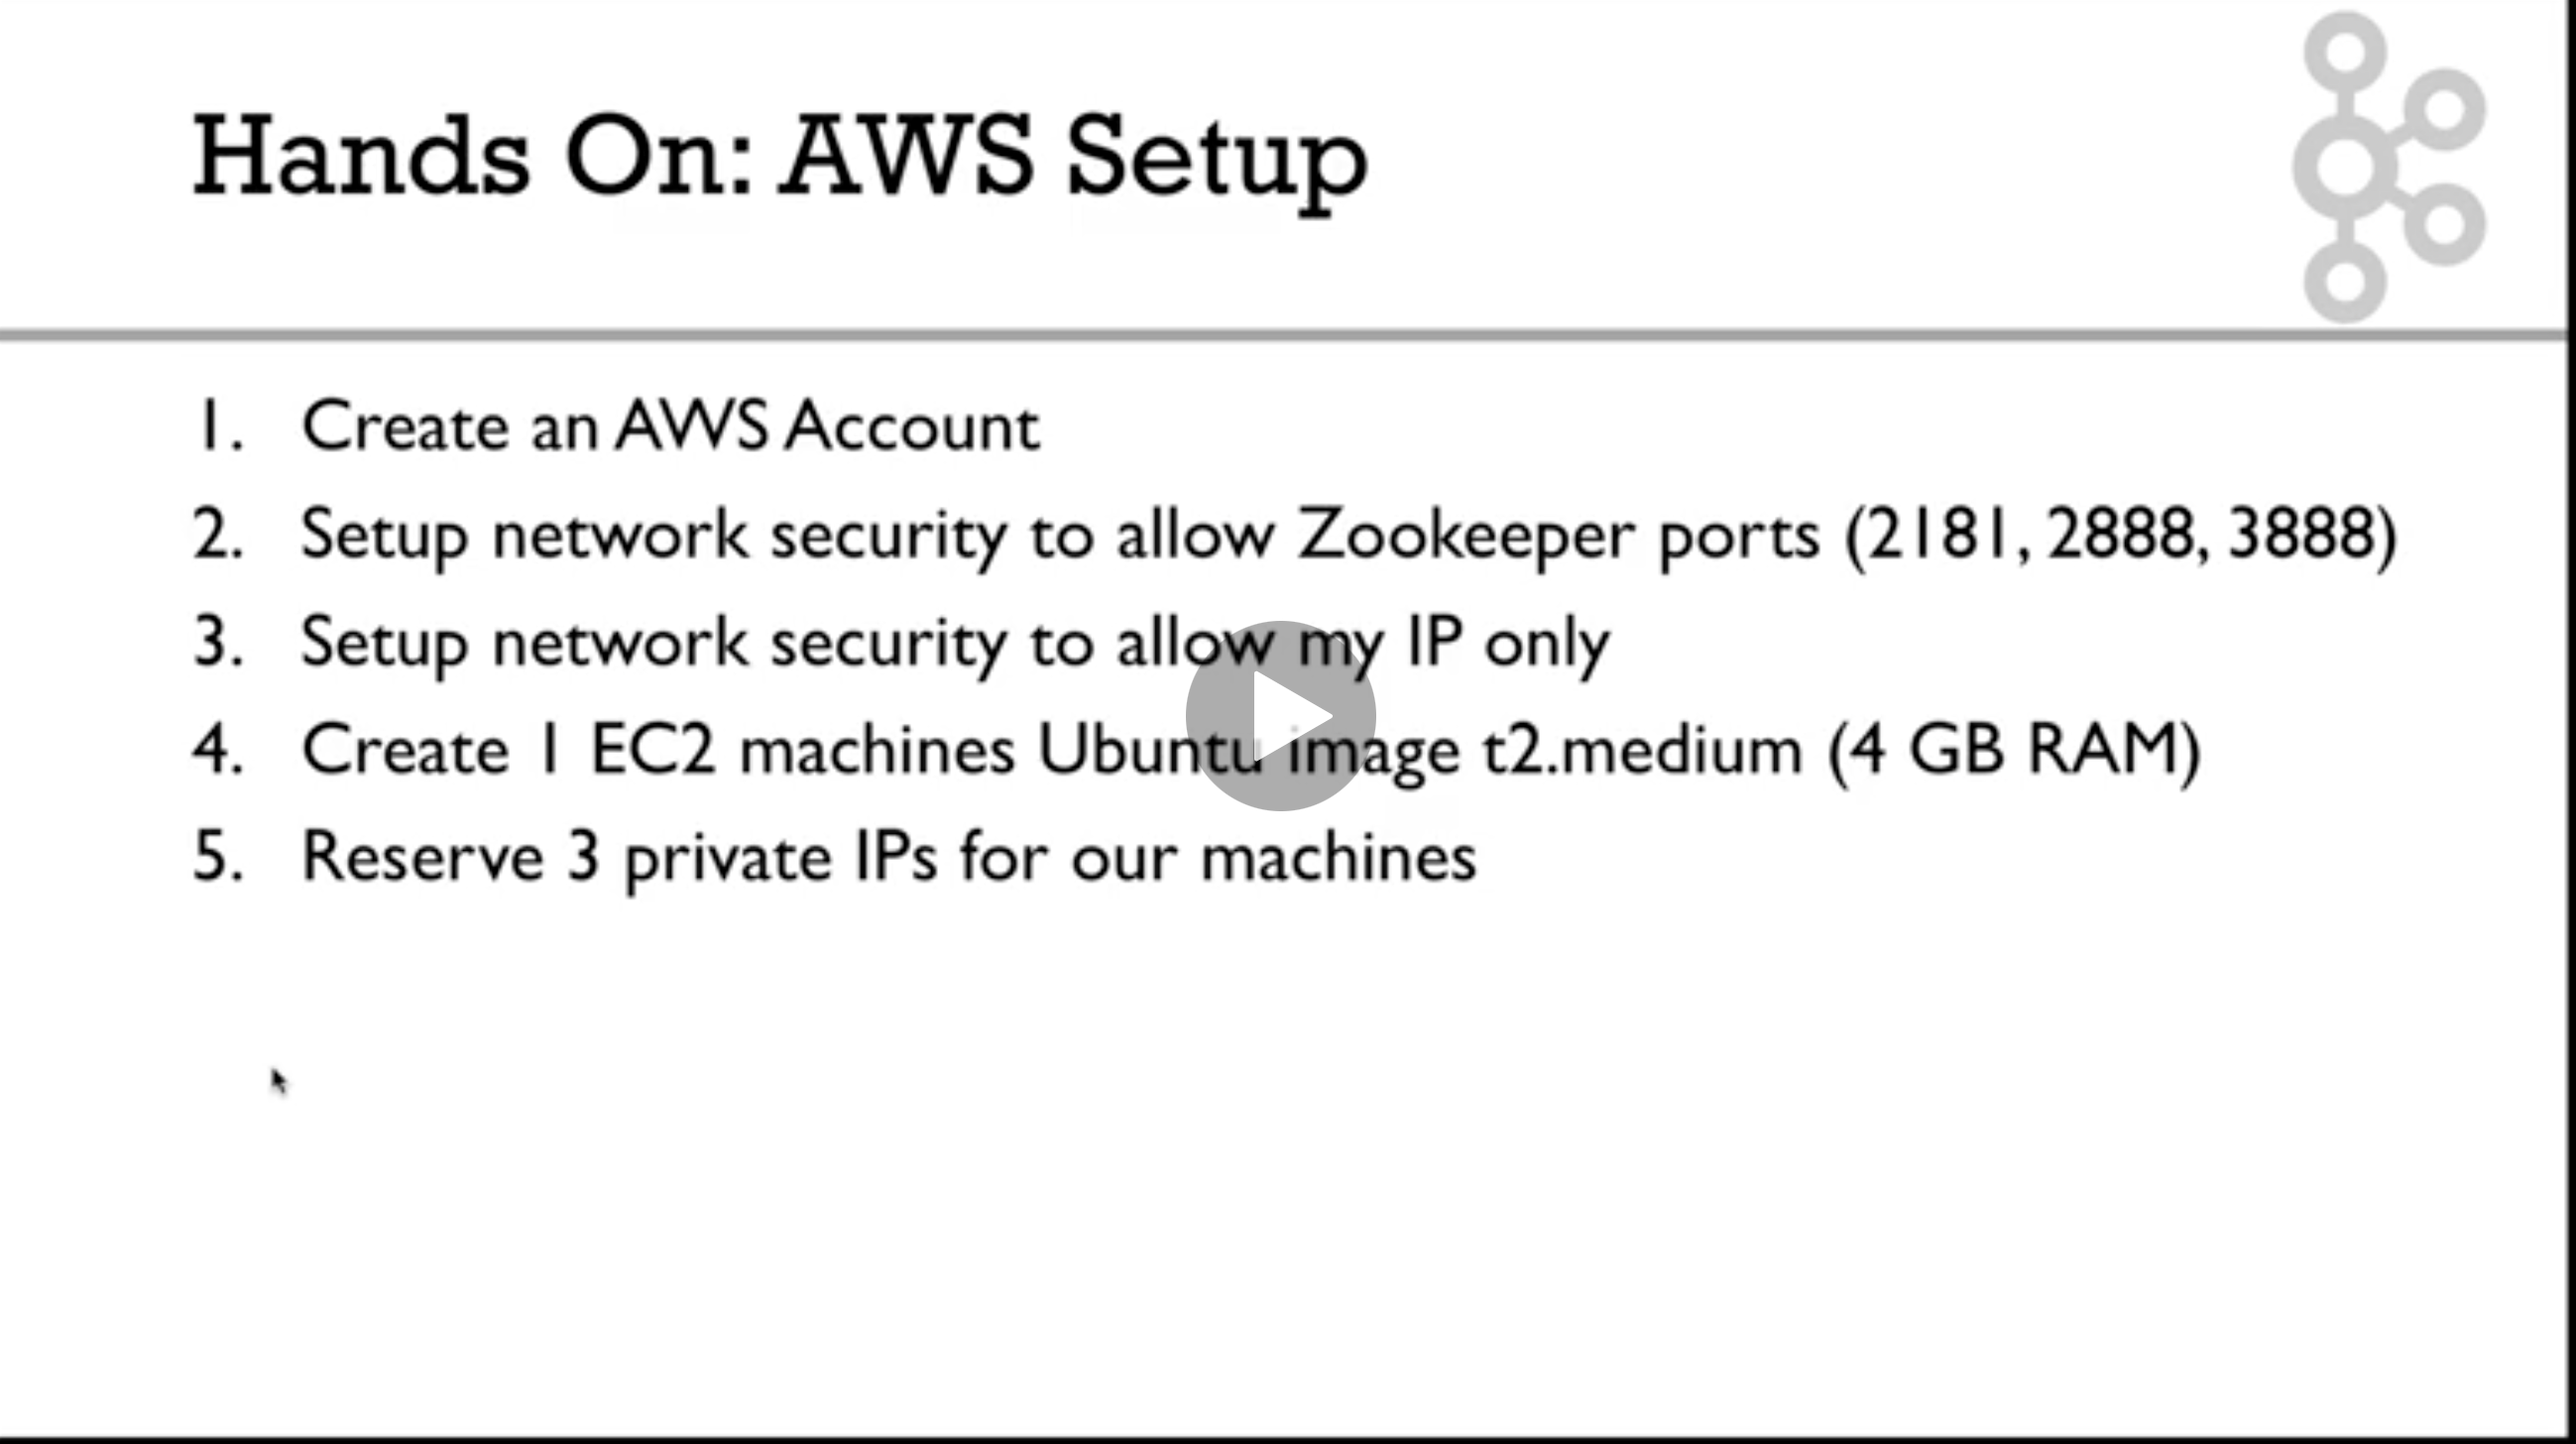 Hands On: AWS Setup
1. Create an AWS Account
2. Setup network security to allow Zookeeper ports (2181, 2888, 3888)
3. Setup network security to allow my IP only
4. Create 1 EC2 machines Ubuntu image t2.medium (4 GB RAM)
5. Reserve 3 private IPs for our machines